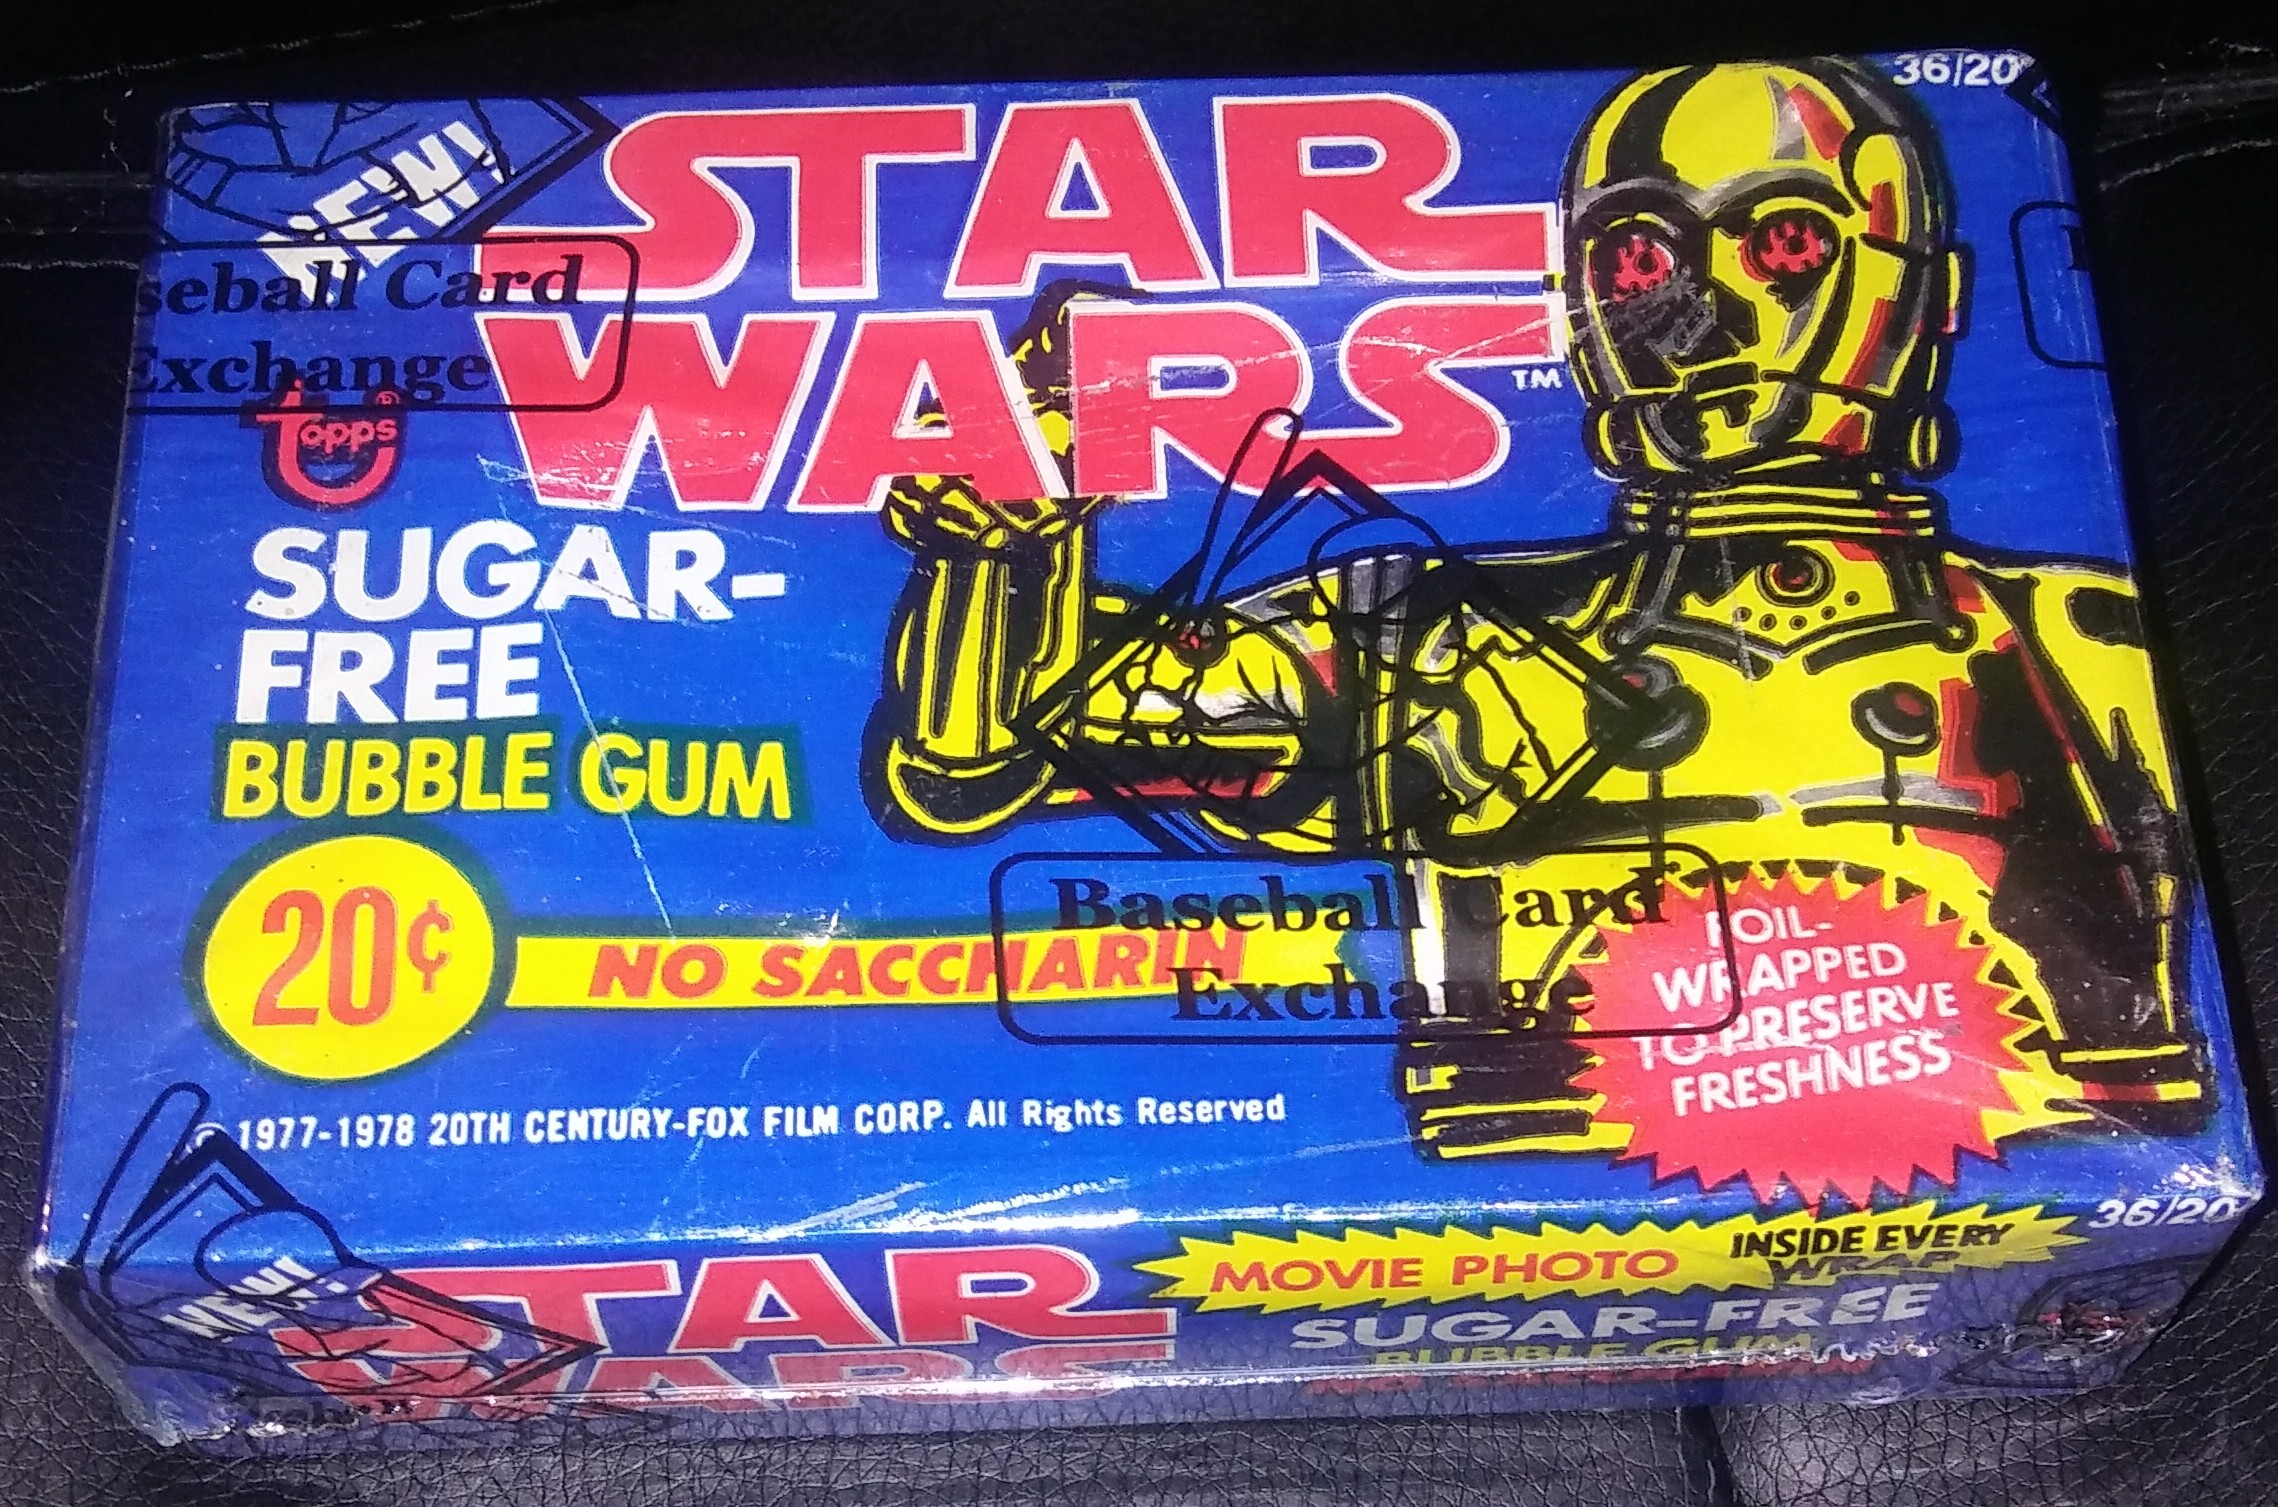 36/20
NEW!
STAR
WARS
TM
Baseball Card
Exchange
topps®
SUGAR-
FREE
BUBBLE GUM
20¢
NO SACCHARIN
Baseball Card
Exchange
FOIL-
WRAPPED
TO PRESERVE
FRESHNESS
© 1977-1978 20TH CENTURY-FOX FILM CORP. All Rights Reserved
36/20
NEW!
STAR
WARS
MOVIE PHOTO INSIDE EVERY
WRAP
SUGAR-FREE
BUBBLE GUM